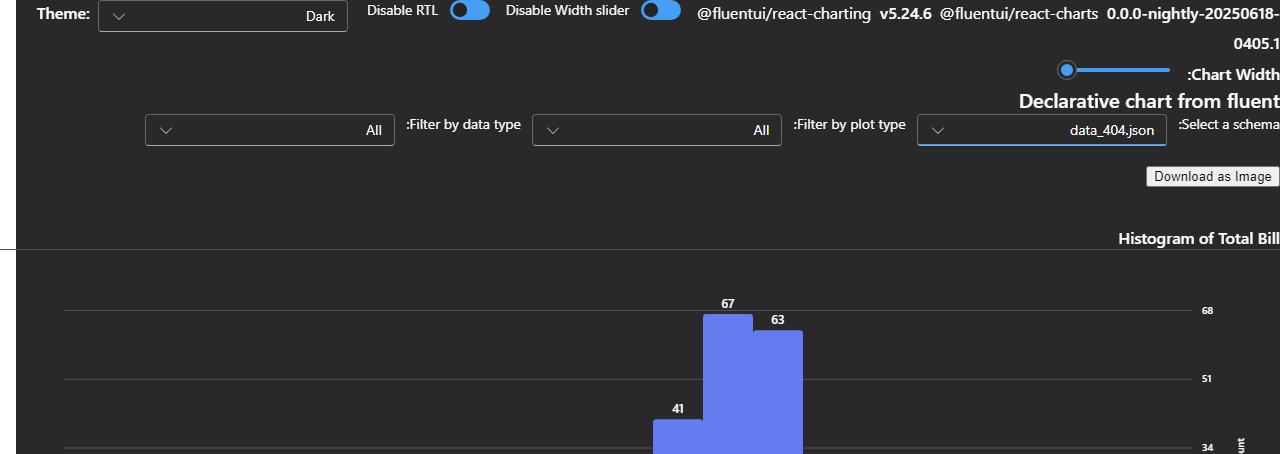 Theme:
Dark
Disable RTL
Disable Width slider
@fluentui/react-charting v5.24.6 @fluentui/react-charts 0.0.0-nightly-20250618-
0405.1
:Chart Width
Declarative chart from fluent
:Select a schema
data_404.json
:Filter by plot type
All
:Filter by data type
All
Download as Image
Histogram of Total Bill
67
63
41
68
51
34